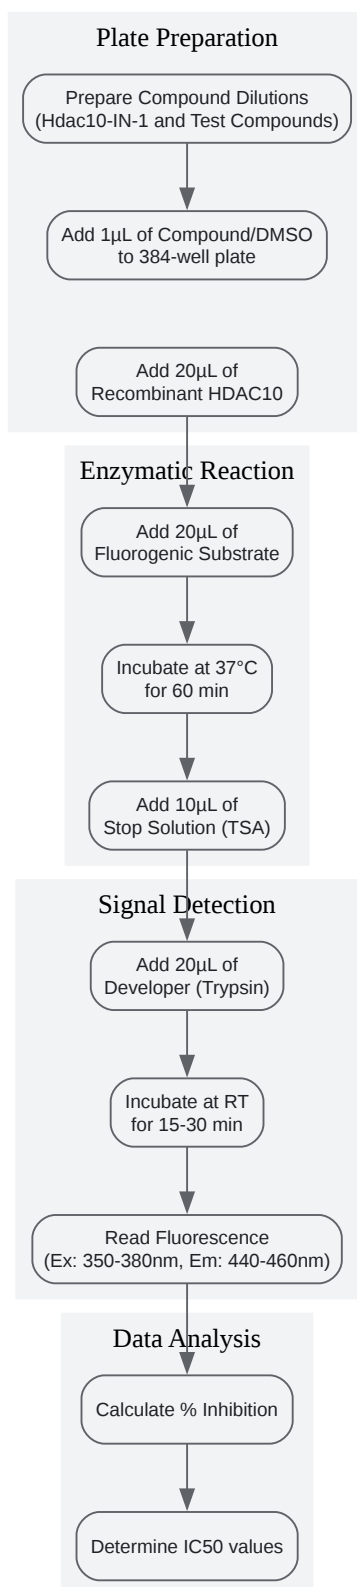 Plate Preparation
Prepare Compound Dilutions
(Hdac10-IN-1 and Test Compounds)
Add 1µL of Compound/DMSO
to 384-well plate
Add 20µL of
Recombinant HDAC10
Enzymatic Reaction
Add 20µL of
Fluorogenic Substrate
Incubate at 37°C
for 60 min
Add 10µL of
Stop Solution (TSA)
Signal Detection
Add 20µL of
Developer (Trypsin)
Incubate at RT
for 15-30 min
Read Fluorescence
(Ex: 350-380nm, Em: 440-460nm)
Data Analysis
Calculate % Inhibition
Determine IC50 values